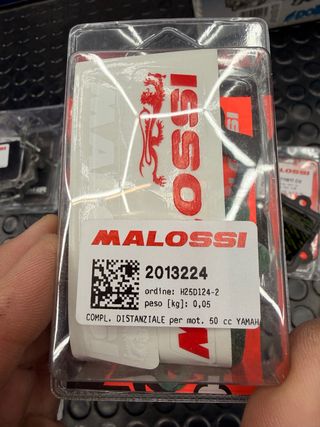 MALOSSI
MALOSSI
2013224
ordine: H25D124-2
peso [kg]: 0,05
COMPL. DISTANZIALE per mot. 50 cc YAMAH